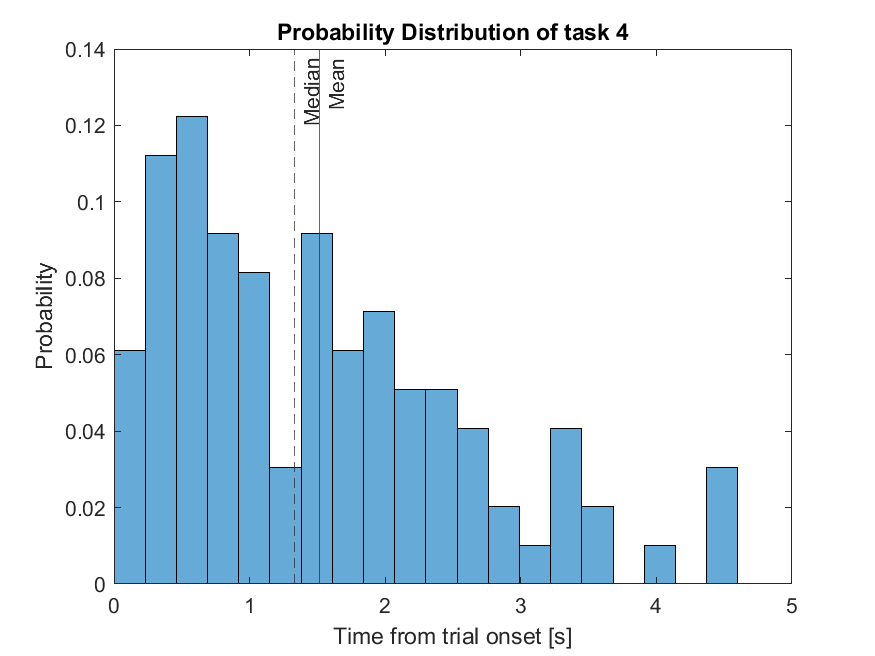 Probability Distribution of task 4
0.14
0.12
0.1
0.08
0.06
0.04
0.02
0
Probability
Median
Mean
0 1 2 3 4 5
Time from trial onset [s]